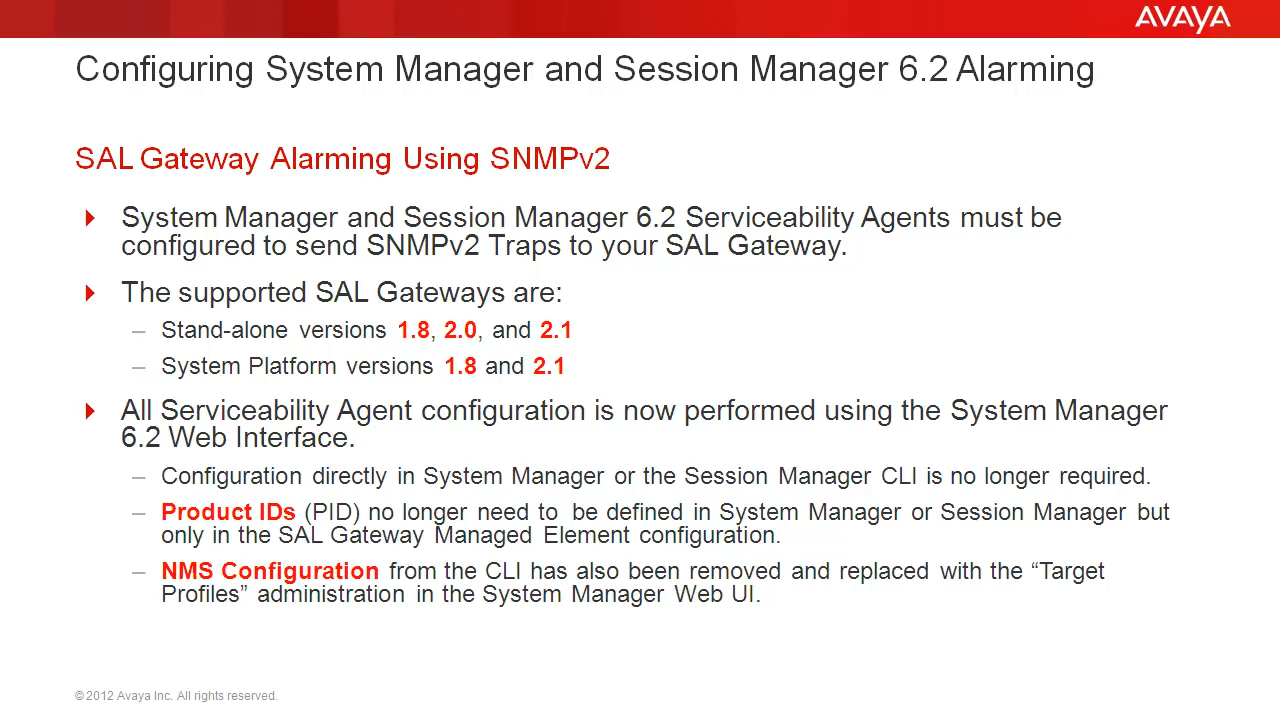 AVAYA
Configuring System Manager and Session Manager 6.2 Alarming
SAL Gateway Alarming Using SNMPv2
System Manager and Session Manager 6.2 Serviceability Agents must be
configured to send SNMPv2 Traps to your SAL Gateway.
The supported SAL Gateways are:
– Stand-alone versions 1.8, 2.0, and 2.1
– System Platform versions 1.8 and 2.1
All Serviceability Agent configuration is now performed using the System Manager
6.2 Web Interface.
– Configuration directly in System Manager or the Session Manager CLI is no longer required.
– Product IDs (PID) no longer need to be defined in System Manager or Session Manager but
only in the SAL Gateway Managed Element configuration.
– NMS Configuration from the CLI has also been removed and replaced with the “Target
Profiles” administration in the System Manager Web UI.
© 2012 Avaya Inc. All rights reserved.